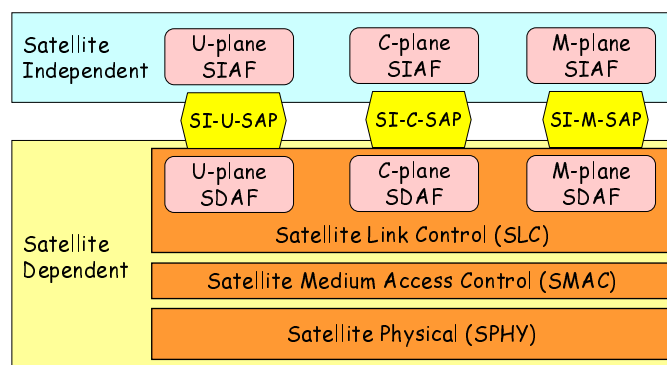 Satellite
Independent
U-plane
SIAF
C-plane
SIAF
M-plane
SIAF
SI-U-SAP
SI-C-SAP
SI-M-SAP
Satellite
Dependent
U-plane
SDAF
C-plane
SDAF
M-plane
SDAF
Satellite Link Control (SLC)
Satellite Medium Access Control (SMAC)
Satellite Physical (SPHY)